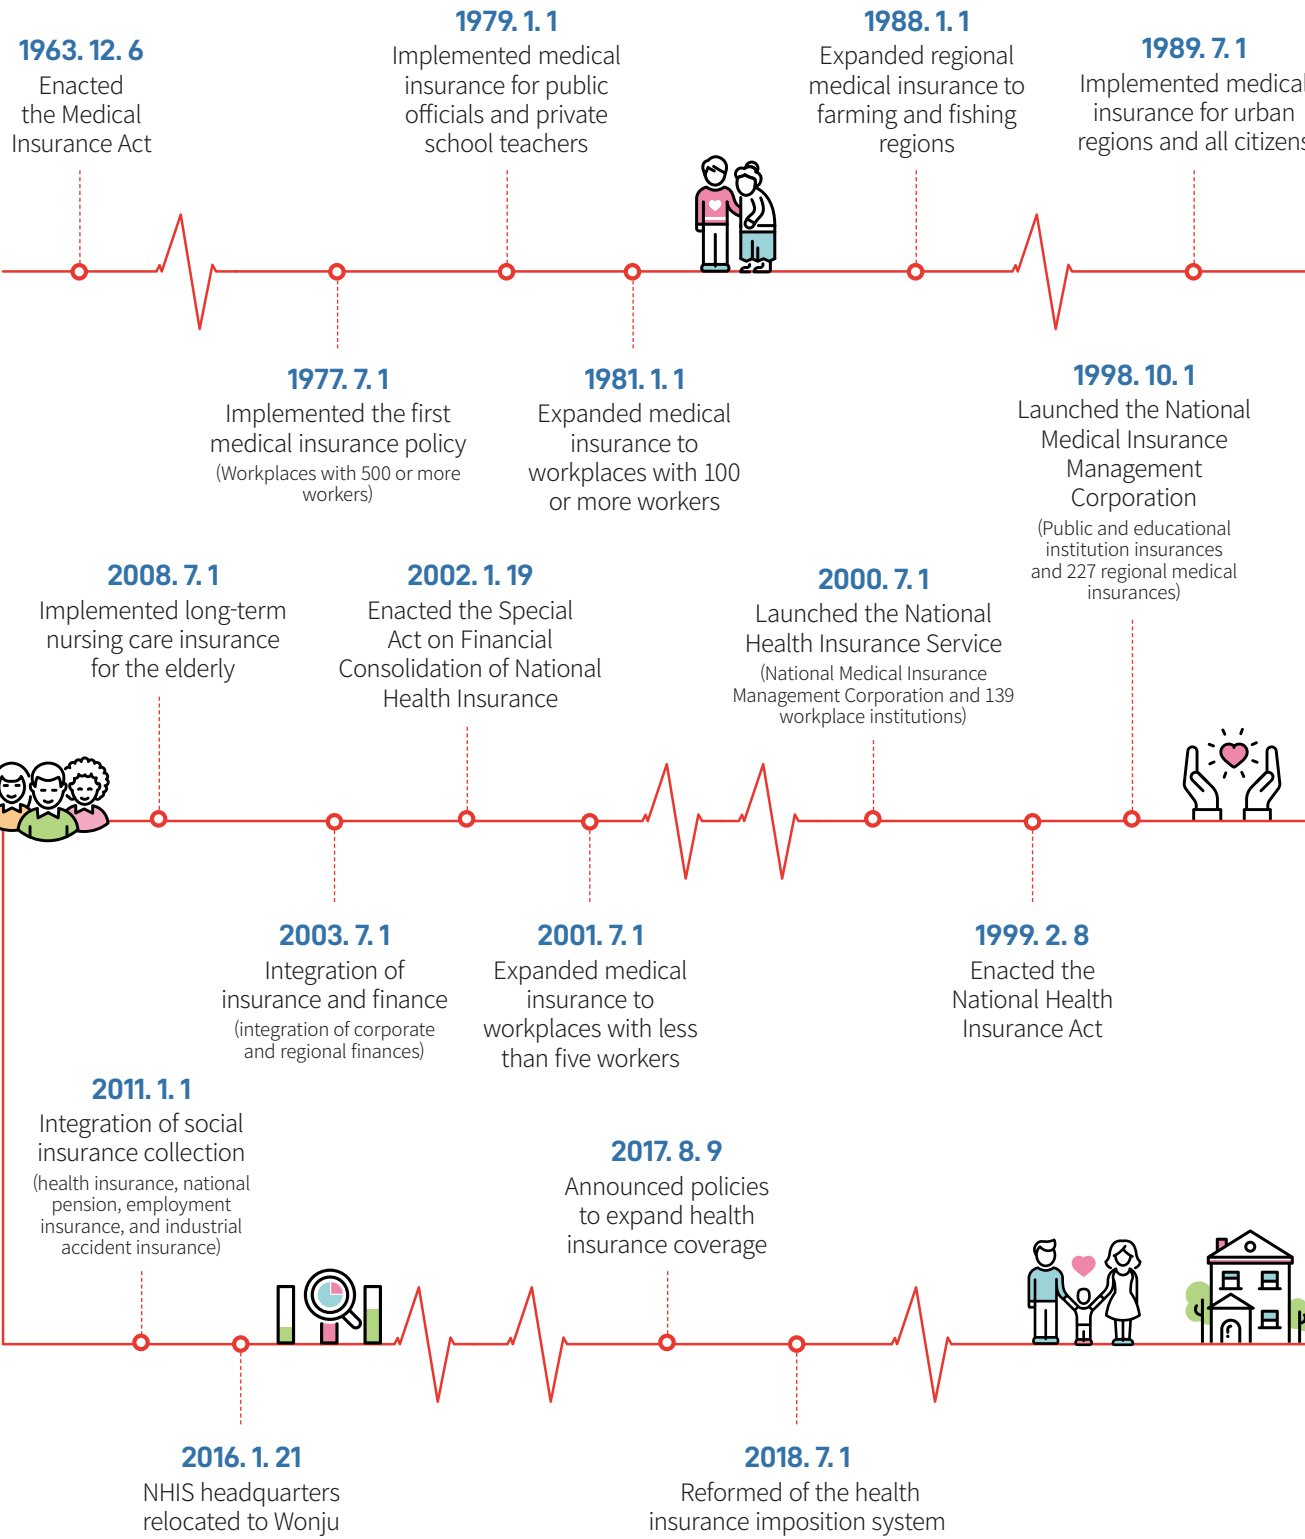 1963. 12. 6
Enacted
the Medical
Insurance Act
1977. 7. 1
Implemented the first
medical insurance policy
(Workplaces with 500 or more
workers)
1979. 1. 1
Implemented medical
insurance for public
officials and private
school teachers
1981. 1. 1
Expanded medical
insurance to
workplaces with 100
or more workers
1988. 1. 1
Expanded regional
medical insurance to
farming and fishing
regions
1989. 7. 1
Implemented medical
insurance for urban
regions and all citizens
1998. 10. 1
Launched the National
Medical Insurance
Management
Corporation
(Public and educational
institution insurances
and 227 regional medical
insurances)
1999. 2. 8
Enacted the
National Health
Insurance Act
2000. 7. 1
Launched the National
Health Insurance Service
(National Medical Insurance
Management Corporation and 139
workplace institutions)
2001. 7. 1
Expanded medical
insurance to
workplaces with less
than five workers
2002. 1. 19
Enacted the Special
Act on Financial
Consolidation of National
Health Insurance
2003. 7. 1
Integration of
insurance and finance
(integration of corporate
and regional finances)
2008. 7. 1
Implemented long-term
nursing care insurance
for the elderly
2011. 1. 1
Integration of social
insurance collection
(health insurance, national
pension, employment
insurance, and industrial
accident insurance)
2016. 1. 21
NHIS headquarters
relocated to Wonju
2017. 8. 9
Announced policies
to expand health
insurance coverage
2018. 7. 1
Reformed of the health
insurance imposition system